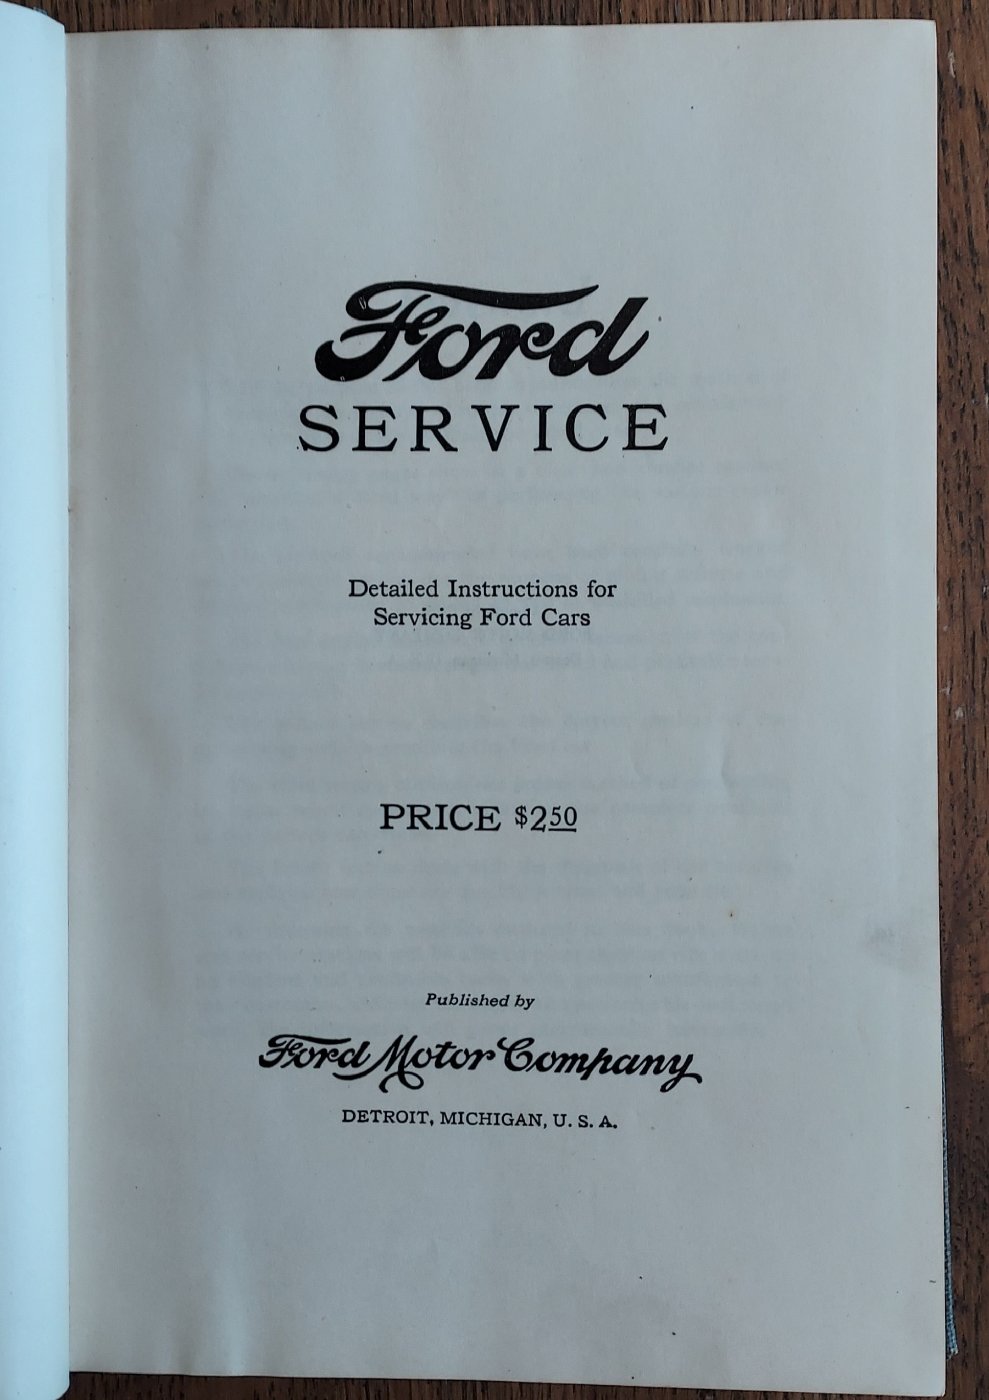 Ford
SERVICE
Detailed Instructions for
Servicing Ford Cars
PRICE $2.50
Published by
Ford Motor Company
DETROIT, MICHIGAN, U. S. A.